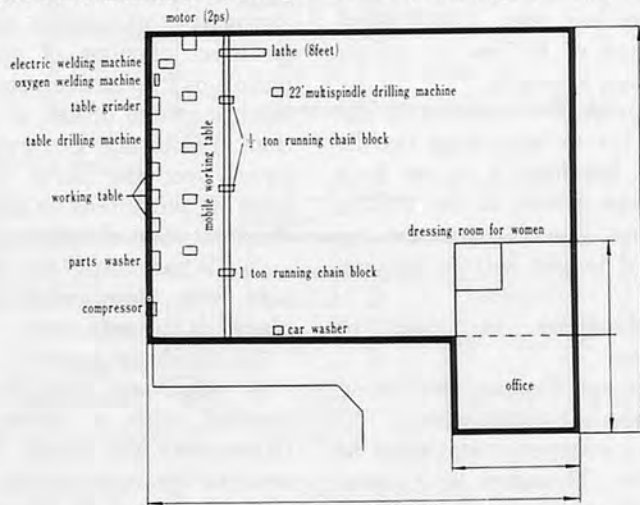 motor (2ps)
lathe (8feet)
electric welding machine
oxygen welding machine
22′mukispindle drilling machine
table grinder
table drilling machine
½ ton running chain block
mobile working table
working table
dressing room for women
parts washer
1 ton running chain block
compressor
car washer
office